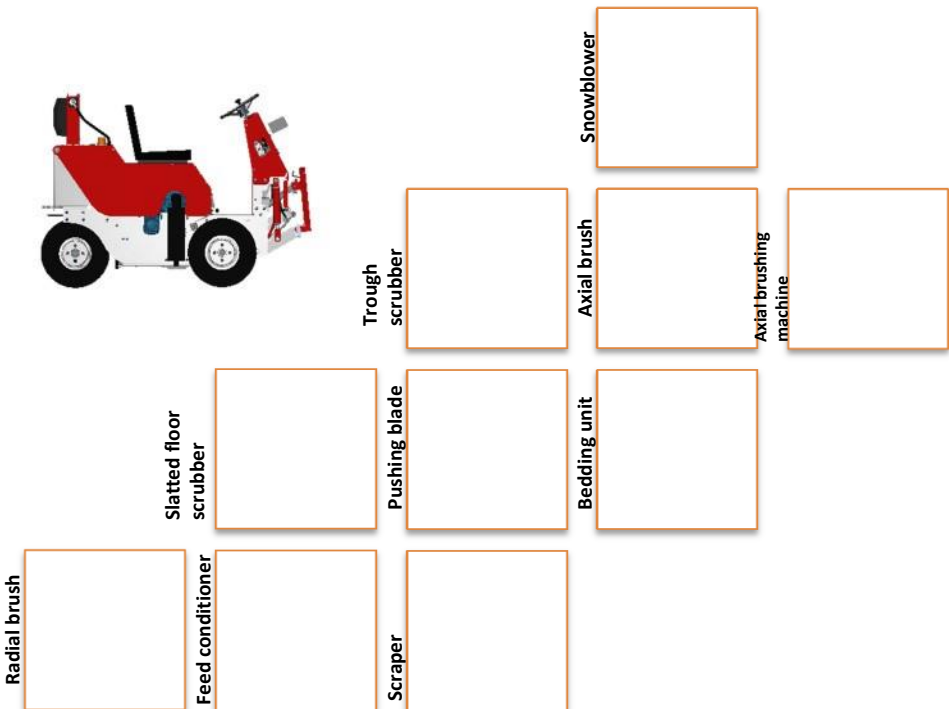 Snowblower
Trough
scrubber
Axial brush
Axial brushing
machine
Slatted floor
scrubber
Pushing blade
Bedding unit
Radial brush
Feed conditioner
Scraper